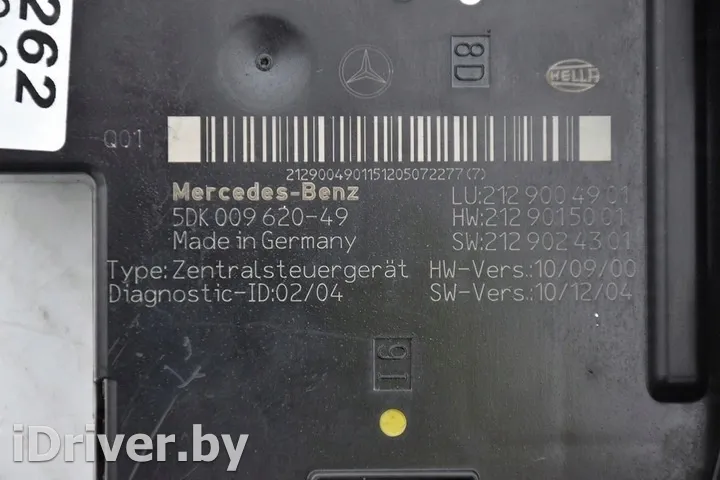 262
8D
HELLA
Q01
2129004901151205072277(7)
Mercedes-Benz
LU:212 900 49 01
5DK 009 620-49
HW:212 901 50 01
Made in Germany
SW:212 902 43 01
Type: Zentralsteuergerät
HW-Vers.:10/09/00
Diagnostic-ID:02/04
SW-Vers.:10/12/04
91
iDriver.by